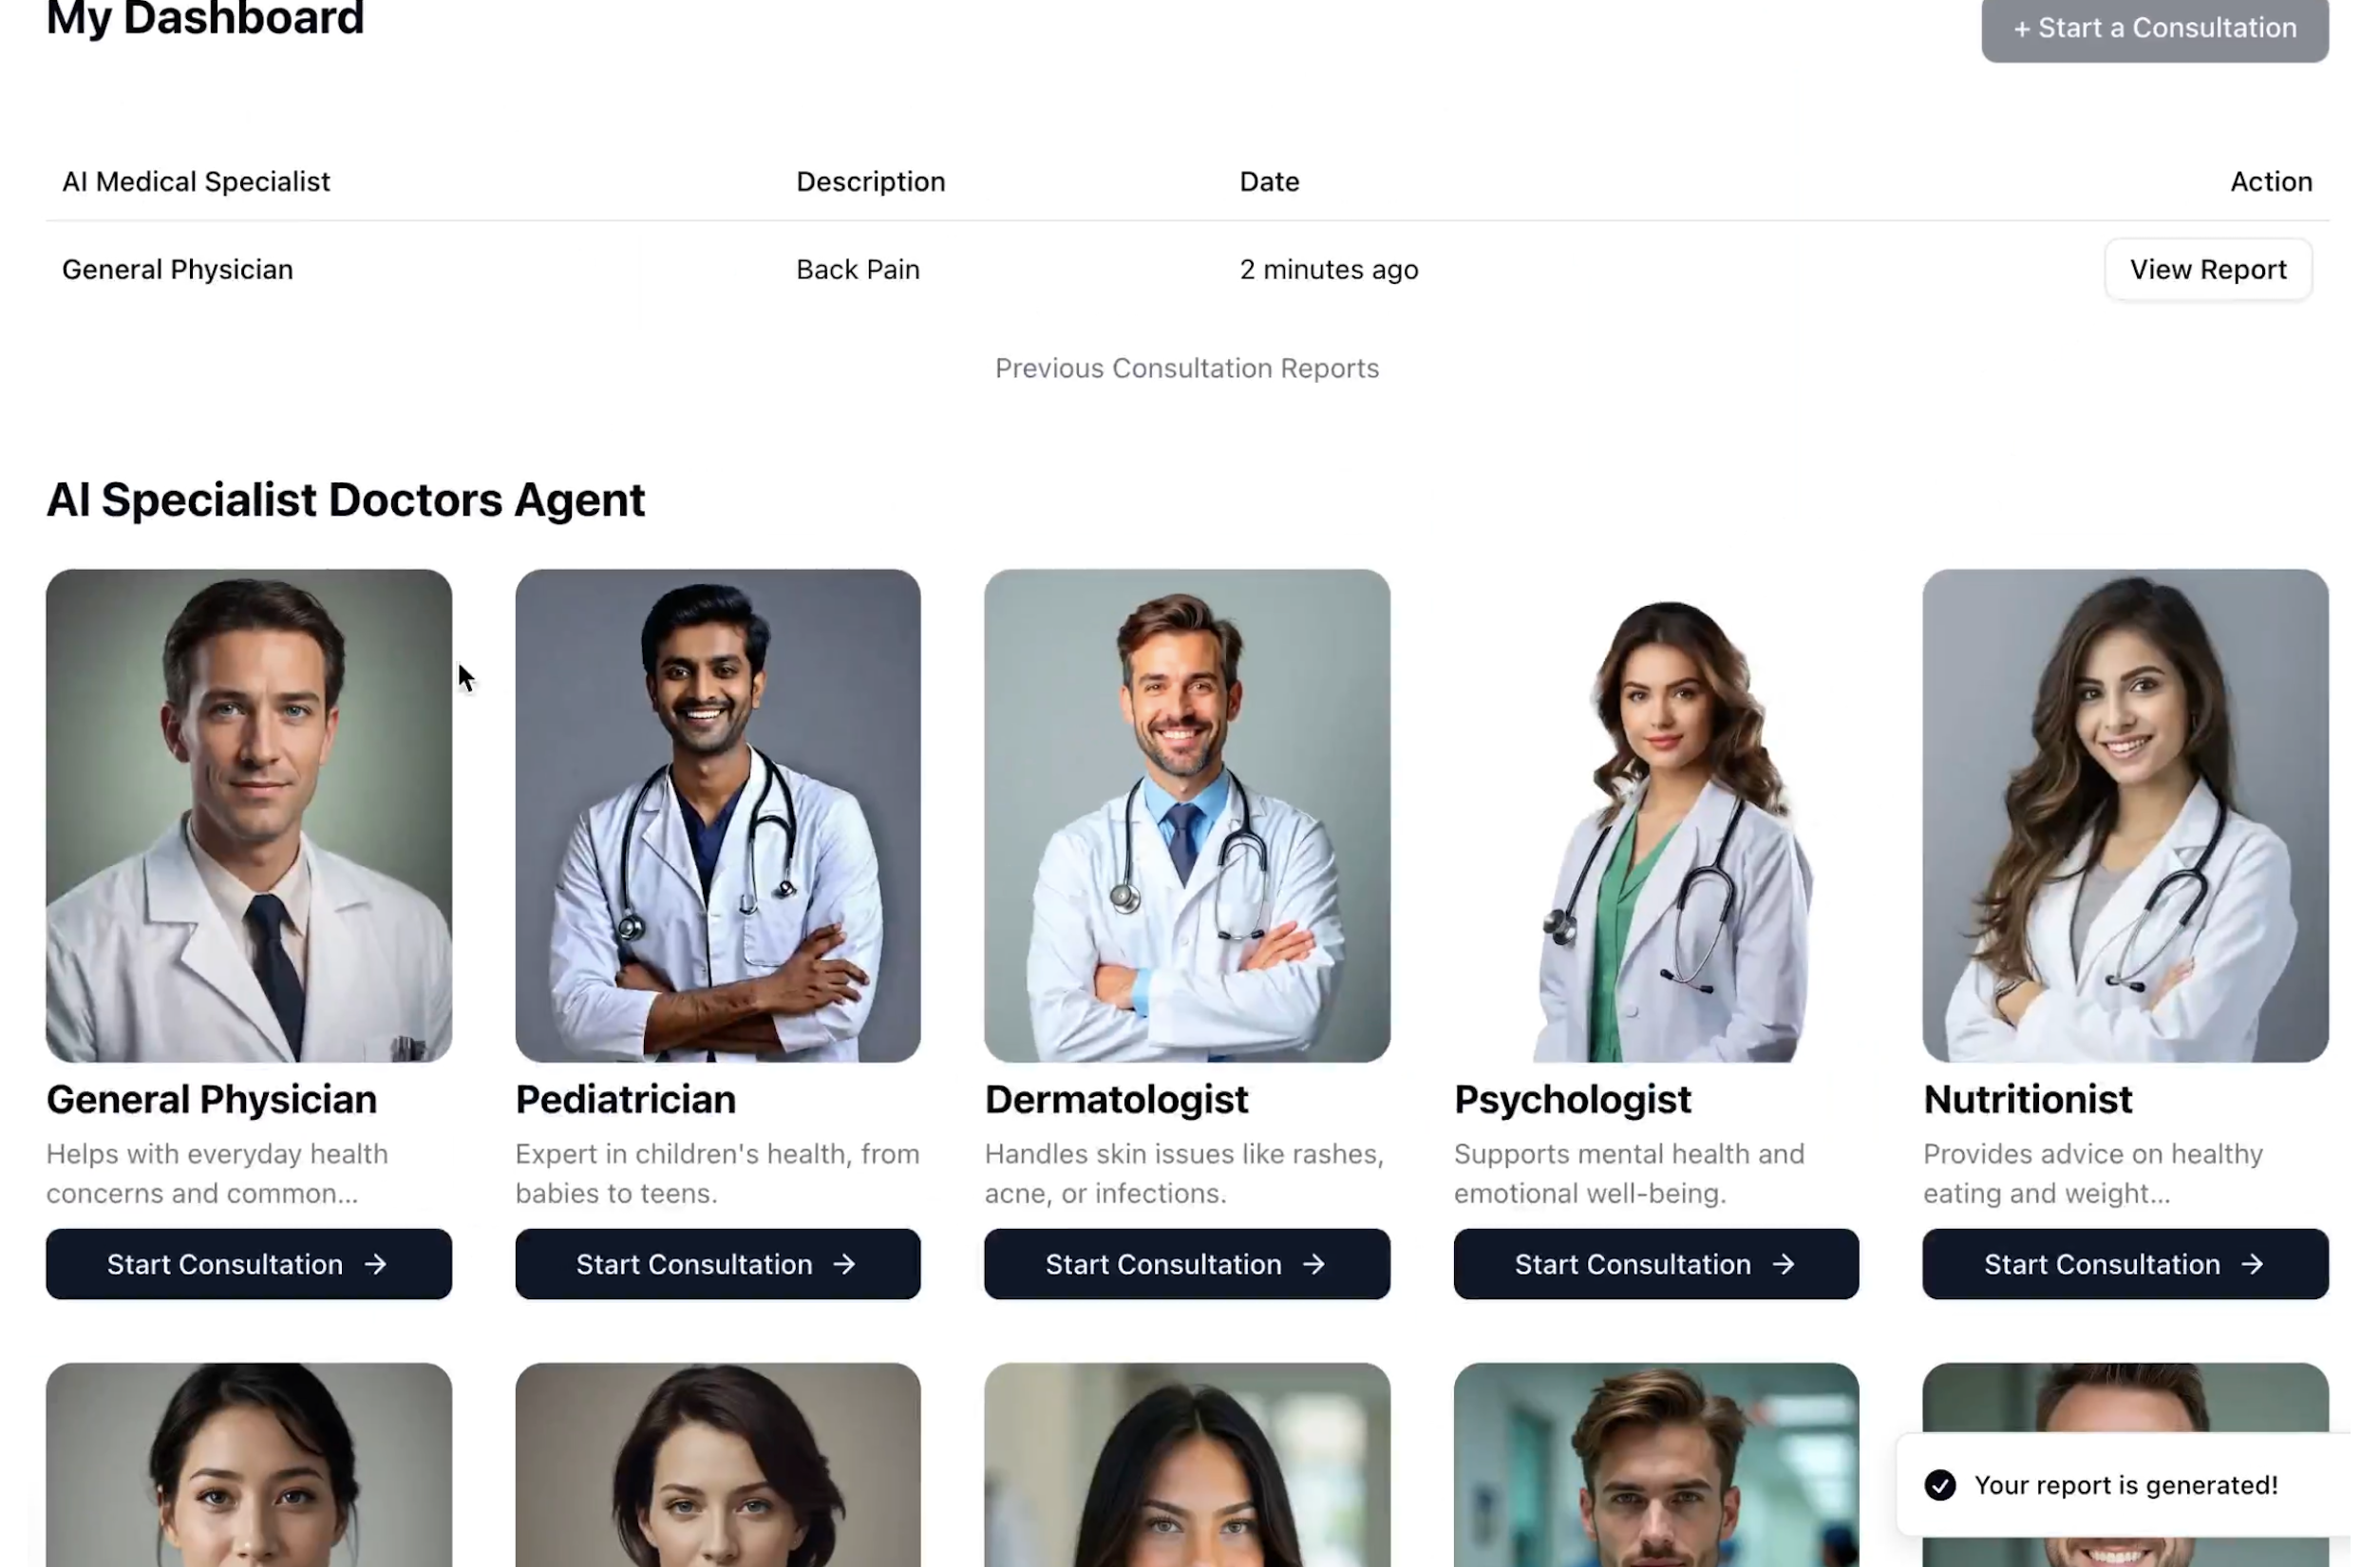 My Dashboard
+ Start a Consultation
AI Medical Specialist Description Date Action
General Physician Back Pain 2 minutes ago View Report
Previous Consultation Reports
AI Specialist Doctors Agent
General Physician
Helps with everyday health
concerns and common...
Start Consultation →
Pediatrician
Expert in children's health, from
babies to teens.
Start Consultation →
Dermatologist
Handles skin issues like rashes,
acne, or infections.
Start Consultation →
Psychologist
Supports mental health and
emotional well-being.
Start Consultation →
Nutritionist
Provides advice on healthy
eating and weight...
Start Consultation →
Your report is generated!